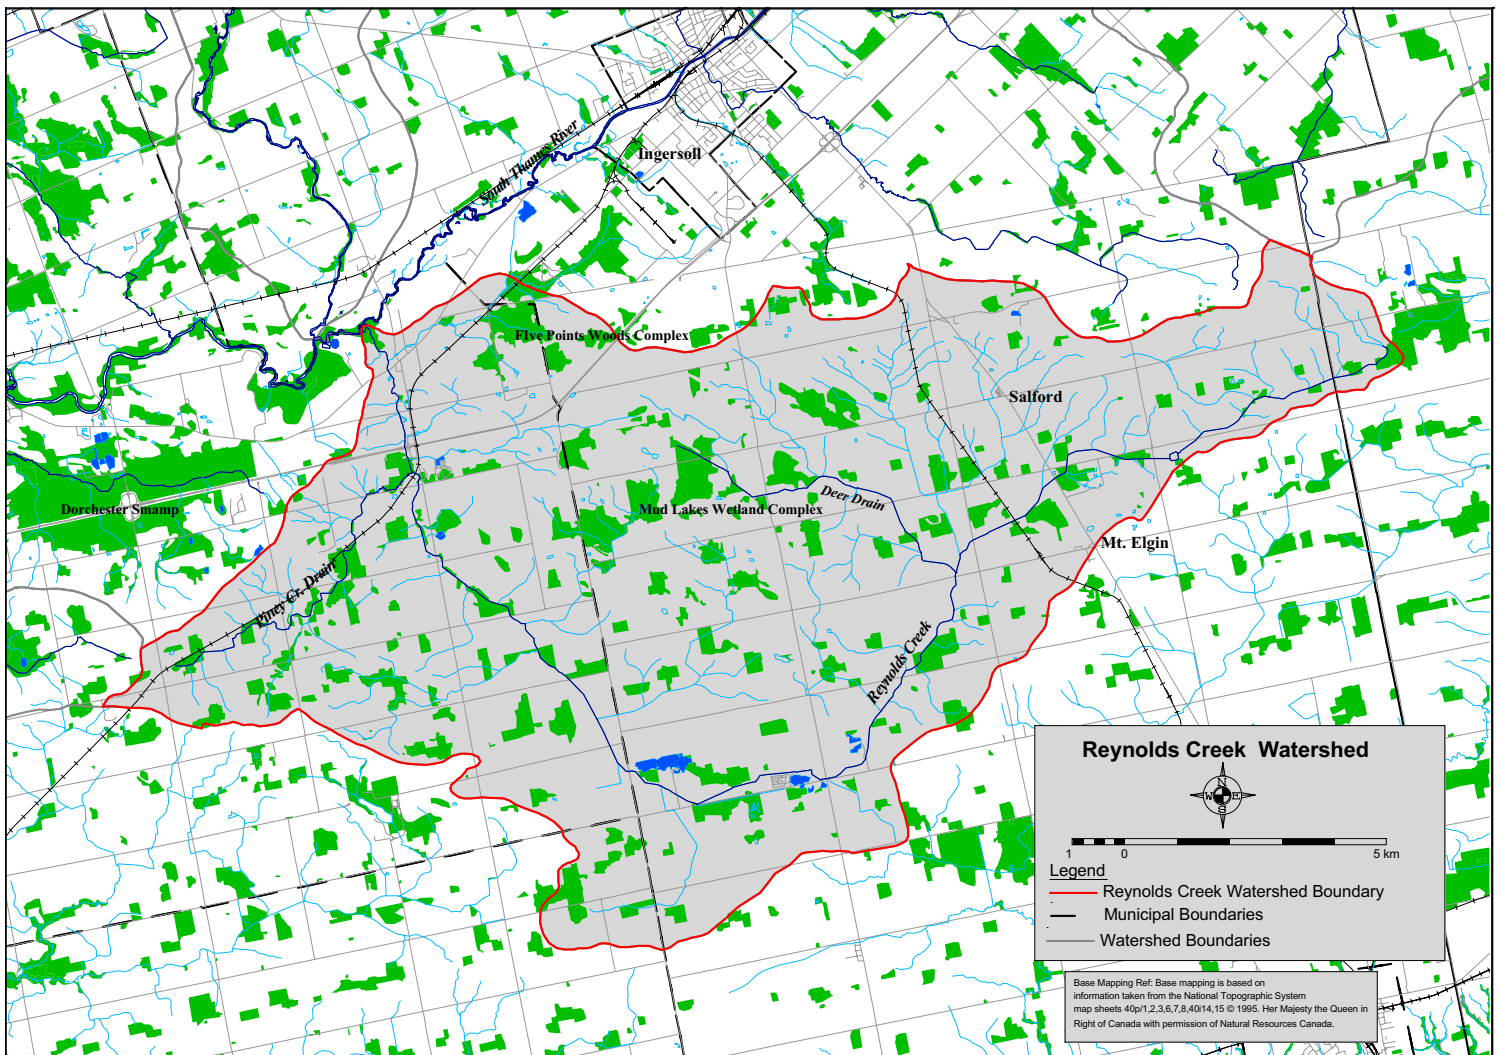 South Thames River
Ingersoll
FIve Points Woods Complex
Salford
Deer Drain
Dorchester Smamp
Mud Lakes Wetland Complex
Mt. Elgin
Piney Cr. Drain
Reynolds Creek
Reynolds Creek Watershed
N
W E
S
1 0 5 km
Legend
Reynolds Creek Watershed Boundary
Municipal Boundaries
Watershed Boundaries
Base Mapping Ref: Base mapping is based on
information taken from the National Topographic System
map sheets 40p/1,2,3,6,7,8,40i14,15 © 1995. Her Majesty the Queen in
Right of Canada with permission of Natural Resources Canada.